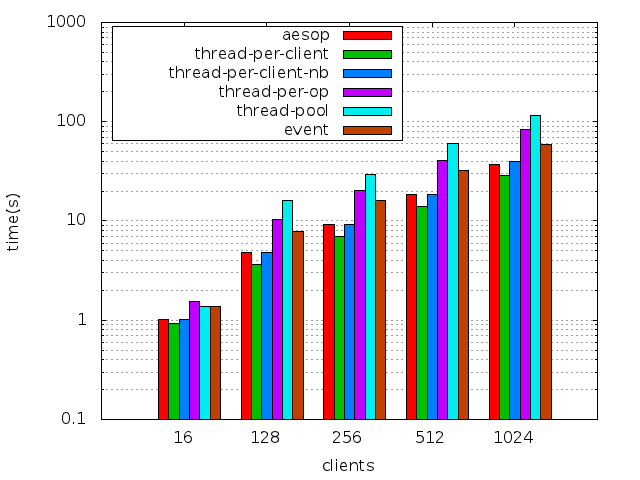 1000
100
10
1
0.1
time(s)
aesop
thread-per-client
thread-per-client-nb
thread-per-op
thread-pool
event
16 128 256 512 1024
clients